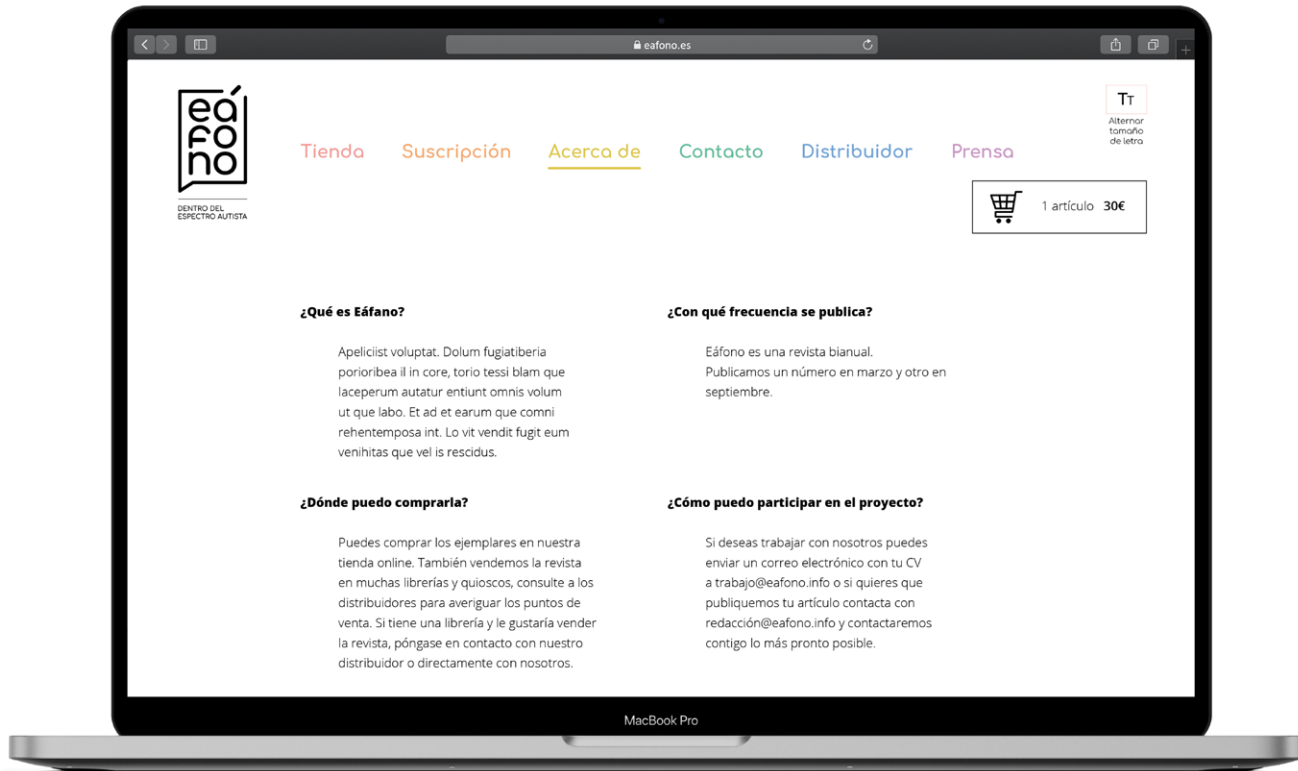 eafono.es
eá
fo
no
DENTRO DEL
ESPECTRO AUTISTA
Tienda Suscripción Acerca de Contacto Distribuidor Prensa
TT
Alternar
tamaño
de letra
1 artículo 30€
¿Qué es Eáfano?
Apeliciist voluptat. Dolum fugiatiberia
porioribea il in core, torio tessi blam que
laceperum autatur entiunt omnis volum
ut que labo. Et ad et earum que comni
rehentemposa int. Lo vit vendit fugit eum
venihitas que vel is rescidus.
¿Con qué frecuencia se publica?
Eáfono es una revista bianual.
Publicamos un número en marzo y otro en
septiembre.
¿Dónde puedo comprarla?
Puedes comprar los ejemplares en nuestra
tienda online. También vendemos la revista
en muchas librerías y quioscos, consulte a los
distribuidores para averiguar los puntos de
venta. Si tiene una librería y le gustaría vender
la revista, póngase en contacto con nuestro
distribuidor o directamente con nosotros.
¿Cómo puedo participar en el proyecto?
Si deseas trabajar con nosotros puedes
enviar un correo electrónico con tu CV
a trabajo@eafono.info o si quieres que
publiquemos tu artículo contacta con
redacción@eafono.info y contactaremos
contigo lo más pronto posible.
MacBook Pro